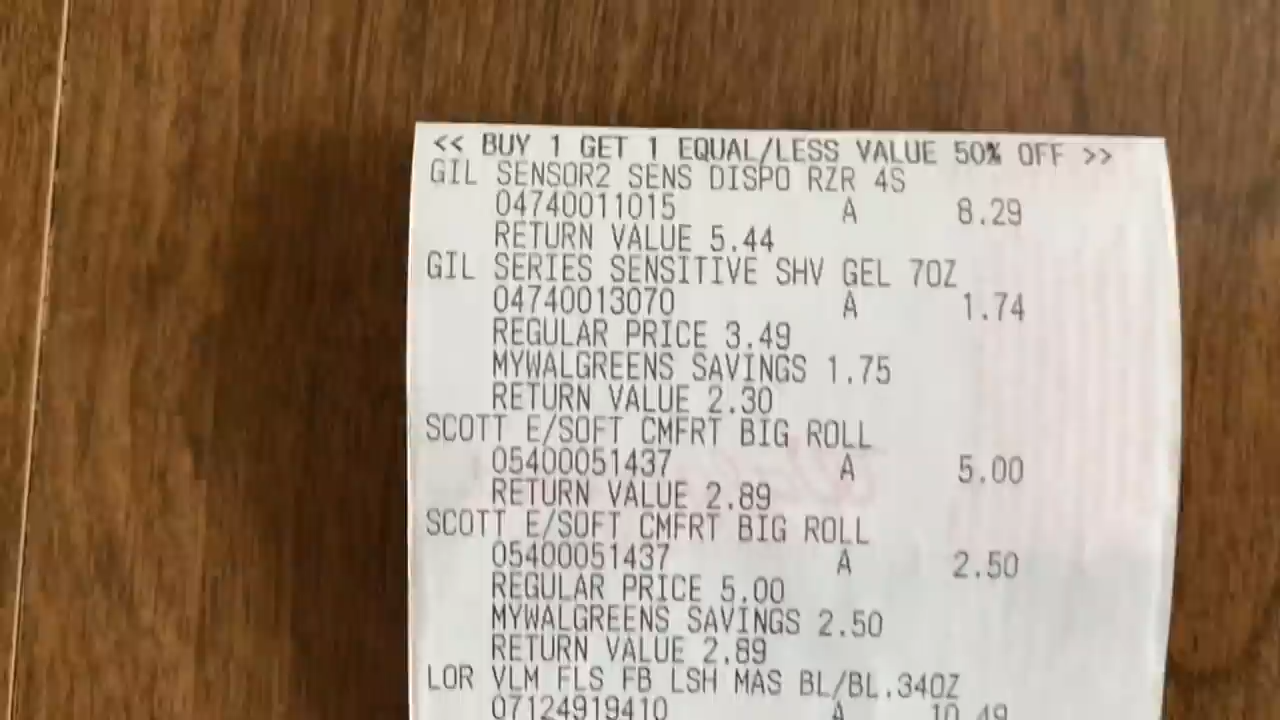 << BUY 1 GET 1 EQUAL/LESS VALUE 50% OFF >>
GIL SENSOR2 SENS DISPO RZR 4S
04740011015 A 8.29
RETURN VALUE 5.44
GIL SERIES SENSITIVE SHV GEL 7OZ
04740013070 A 1.74
REGULAR PRICE 3.49
MYWALGREENS SAVINGS 1.75
RETURN VALUE 2.30
SCOTT E/SOFT CMFRT BIG ROLL
05400051437 A 5.00
RETURN VALUE 2.89
SCOTT E/SOFT CMFRT BIG ROLL
05400051437 A 2.50
REGULAR PRICE 5.00
MYWALGREENS SAVINGS 2.50
RETURN VALUE 2.89
LOR VLM FLS FB LSH MAS BL/BL.34OZ
07124919410 A 10.49